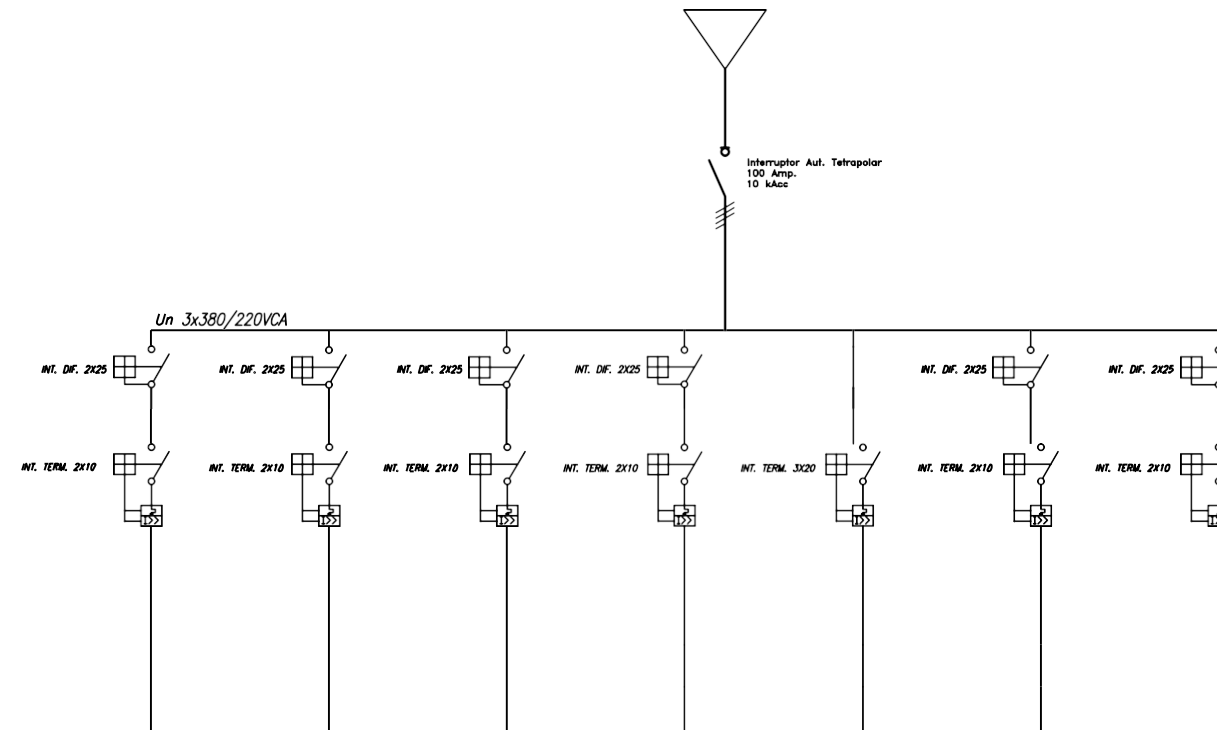 Interruptor Aut. Tetrapolar
100 Amp.
10 kAcc
Un 3x380/220VCA
INT. DIF. 2X25
INT. DIF. 2X25
INT. DIF. 2X25
INT. DIF. 2X25
INT. DIF. 2X25
INT. DIF. 2X25
INT. TERM. 2X10
INT. TERM. 2X10
INT. TERM. 2X10
INT. TERM. 2X10
INT. TERM. 3X20
INT. TERM. 2X10
INT. TERM. 2X10
I>>
I>>
I>>
I>>
I>>
I>>